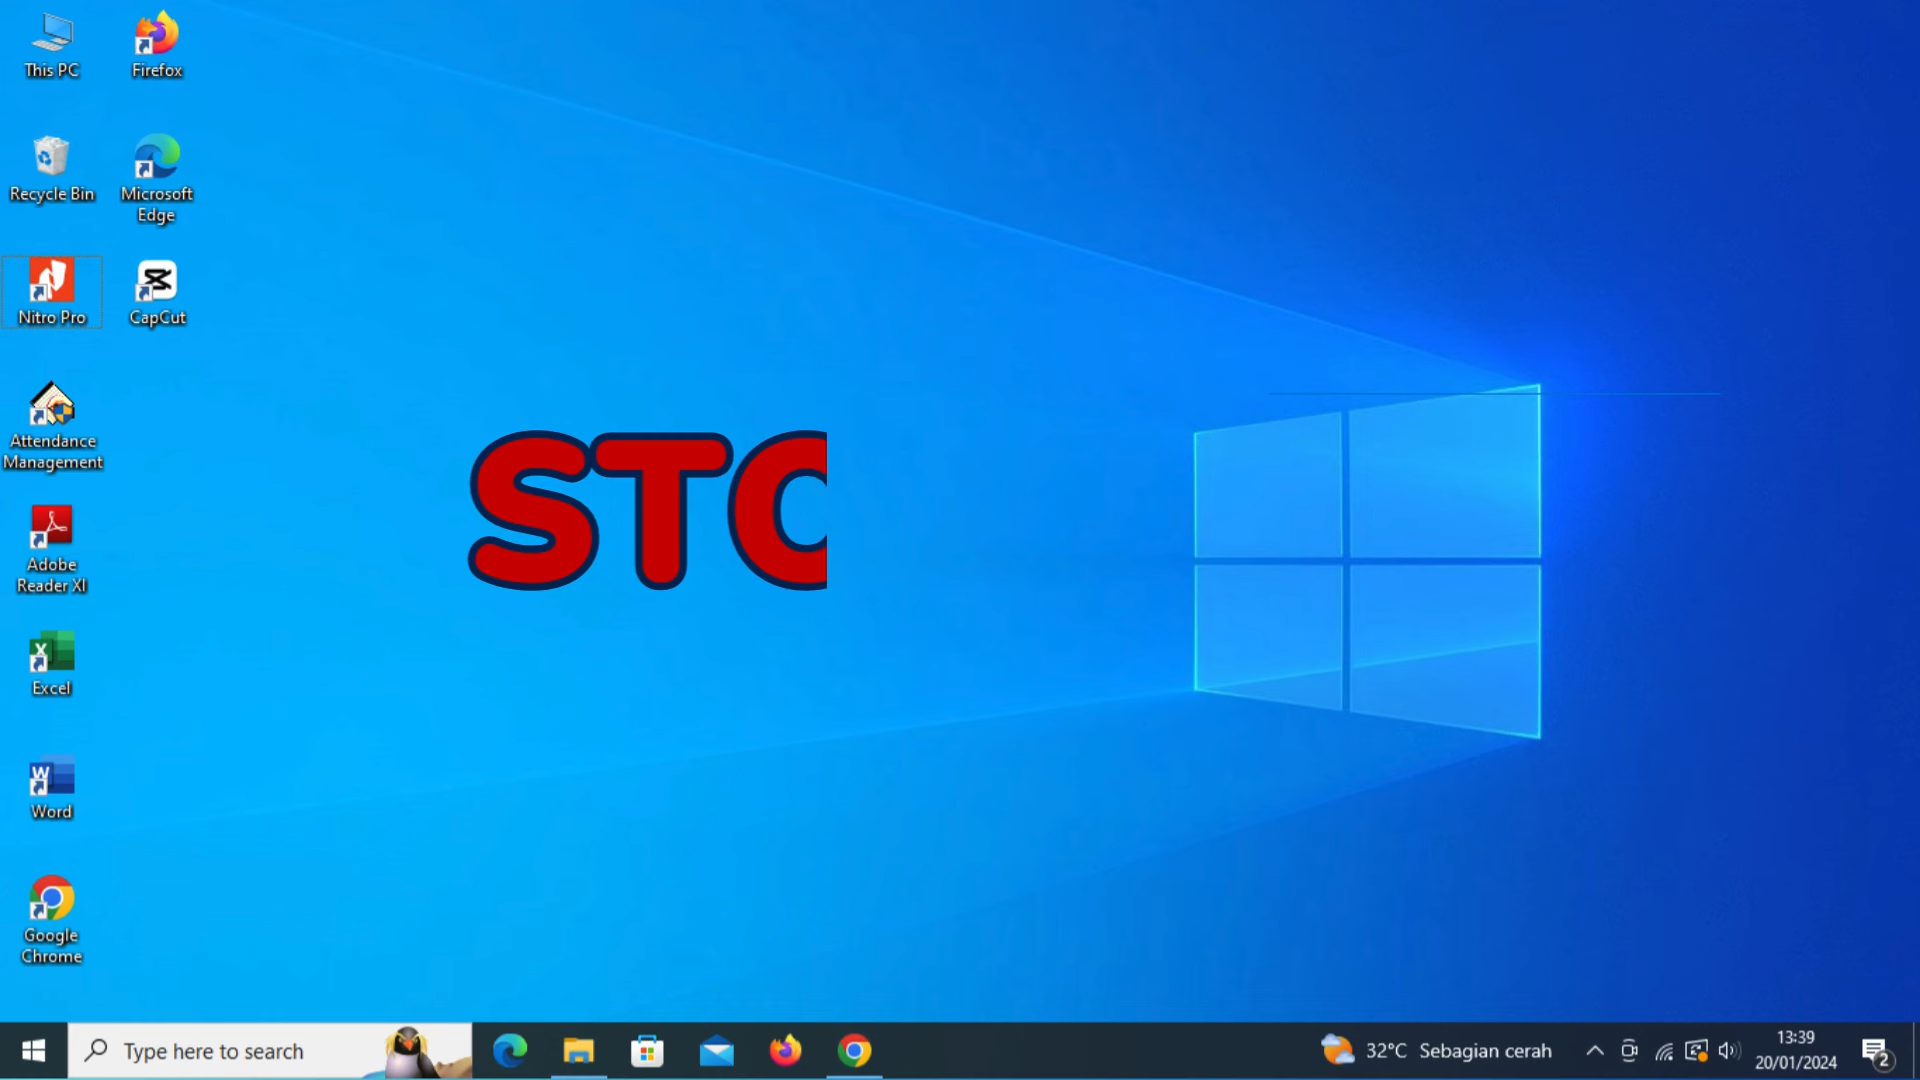 This PC
Firefox
Recycle Bin
Microsoft
Edge
Nitro Pro
CapCut
Attendance
Management
Adobe
Reader XI
Excel
Word
Google
Chrome
STO
Type here to search
32°C Sebagian cerah
13:39
20/01/2024
2